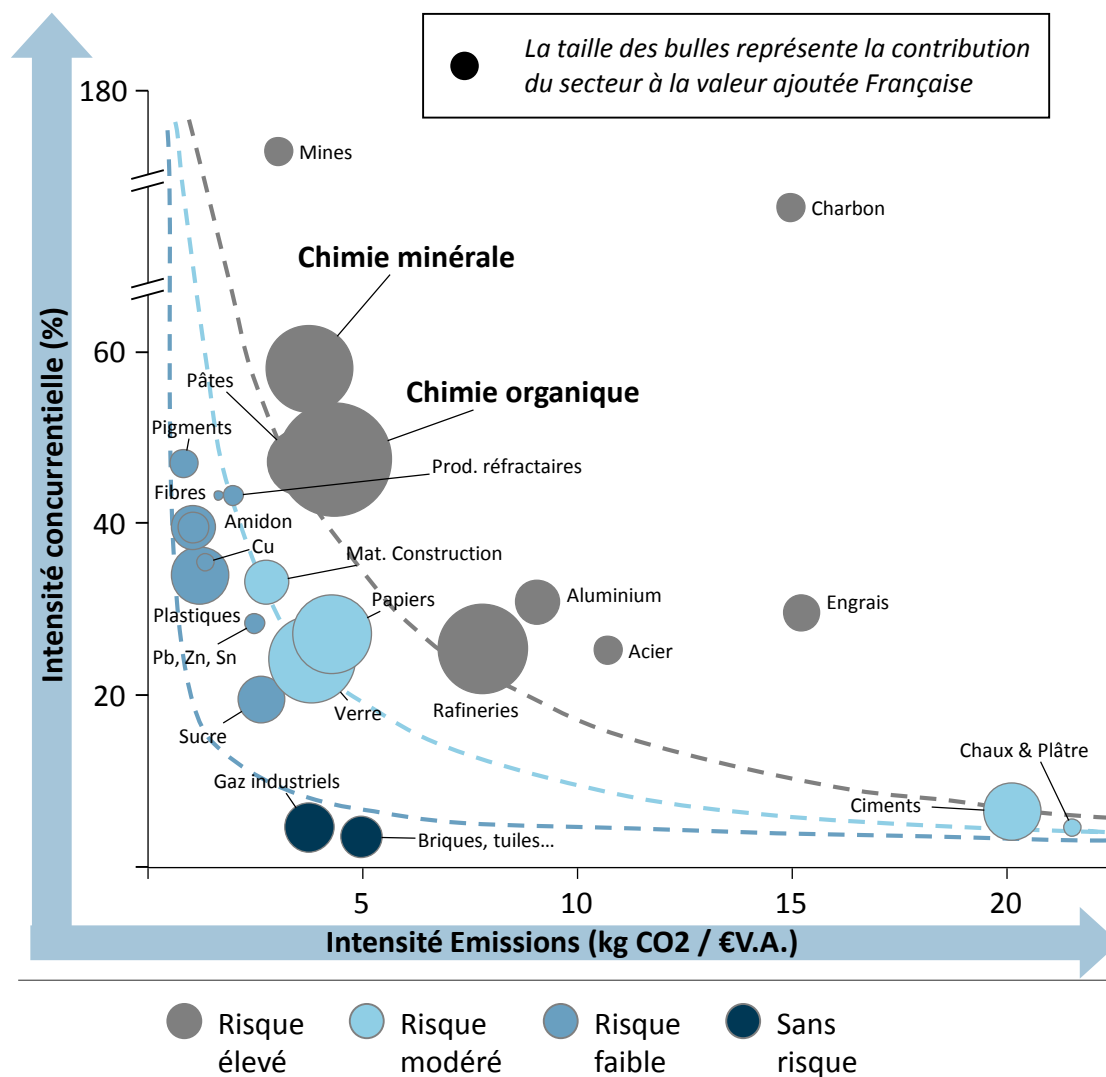 La taille des bulles représente la contribution
du secteur à la valeur ajoutée Française
180
Mines
Charbon
Chimie minérale
60
Pâtes
Chimie organique
Pigments
Prod. réfractaires
Fibres
40
Amidon
Cu
Mat. Construction
Papiers
Aluminium
Engrais
Plastiques
Acier
Pb, Zn, Sn
20
Verre
Rafineries
Sucre
Chaux & Plâtre
Gaz industriels
Ciments
Briques, tuiles...
5
10
15
20
Intensité concurrentielle (%)
Intensité Emissions (kg CO2 / €V.A.)
Risque
élevé
Risque
modéré
Risque
faible
Sans
risque